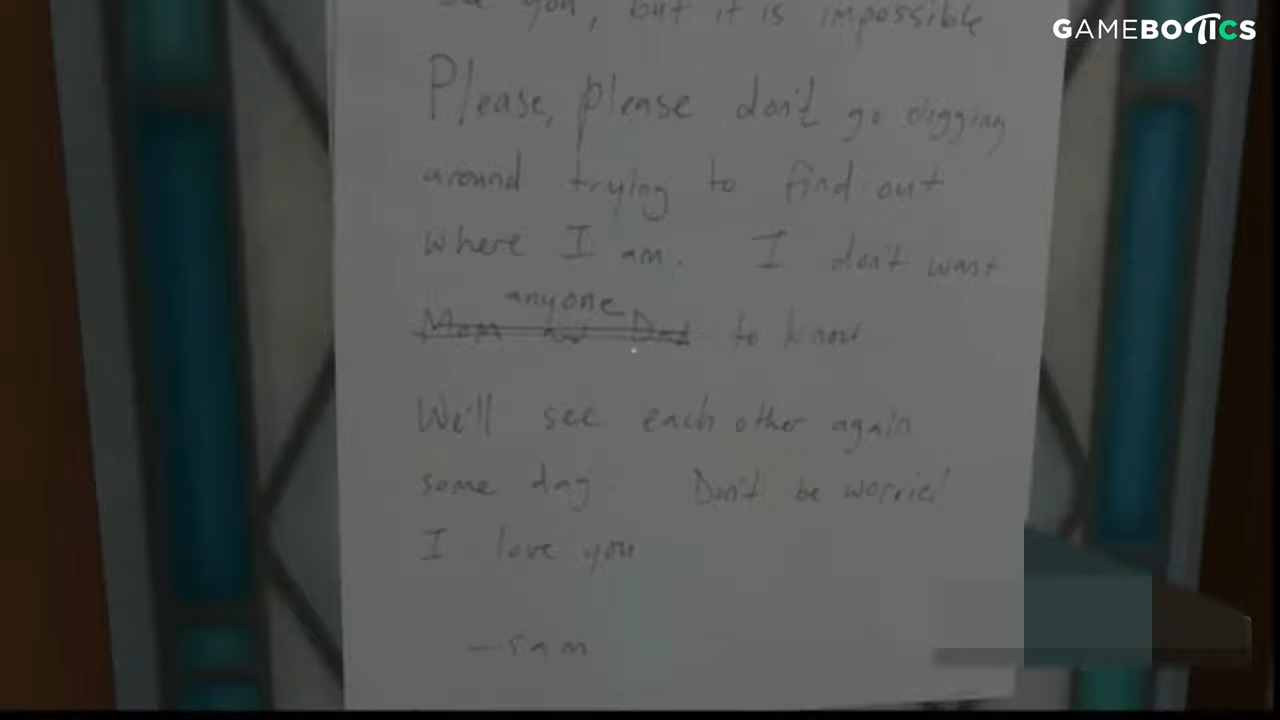 GAMEBOTICS
see you, but it is impossible
Please, please don't go digging
around trying to find out
where I am. I don't want
anyone
Mom and Dad to know
We'll see each other again
some day. Don't be worried
I love you
-Sam